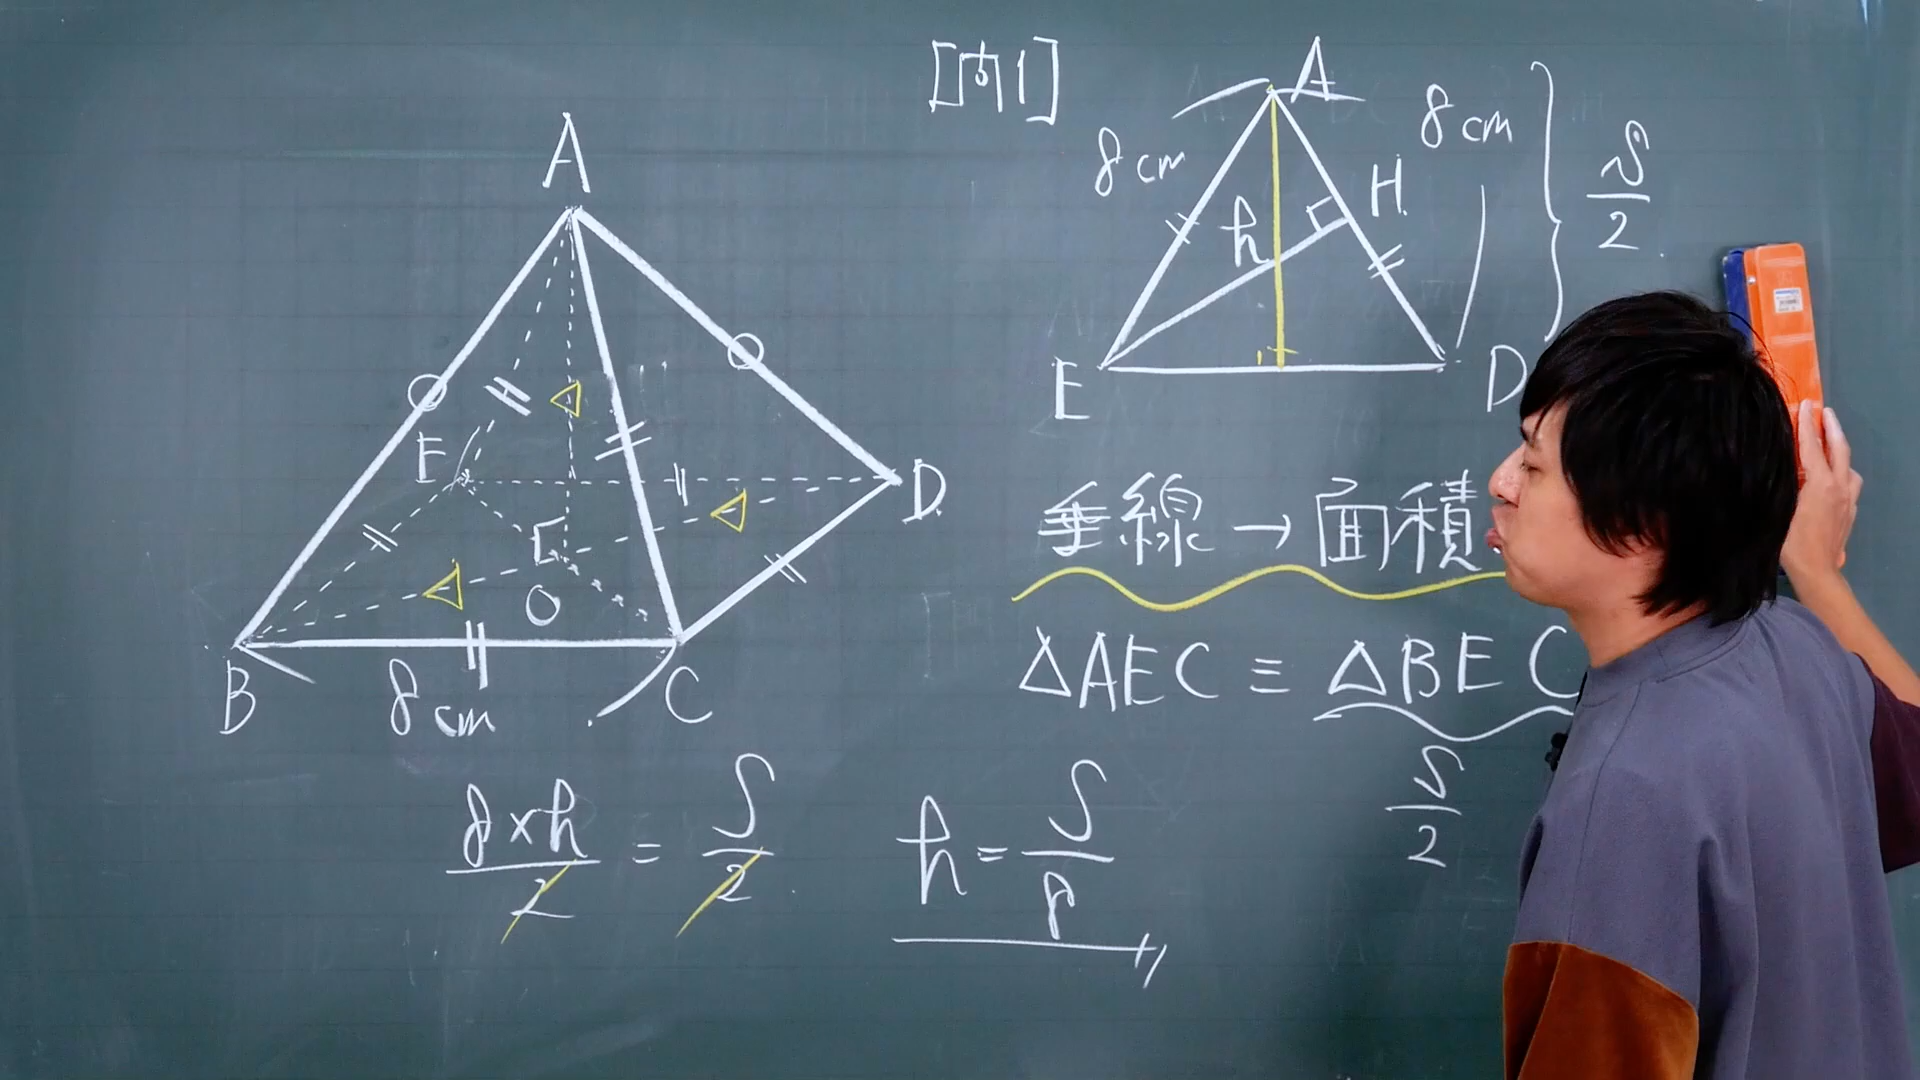 [問1]
A
8cm
8cm
S/2
H
h
E
D
A
E
D
O
B
8cm
C
垂線→面積
△AEC≡△BEC
S/2
8×h/2 = S/2
h = S/8